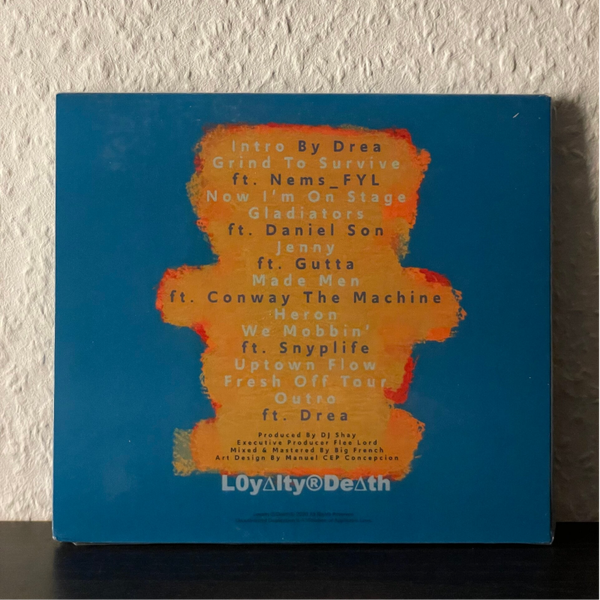 Intro By Drea
Grind To Survive
ft. Nems_FYL
Now I'm On Stage
Gladiators
ft. Daniel Son
Jenny
ft. Gutta
Made Men
ft. Conway The Machine
Heron
We Mobbin'
ft. Snyplife
Uptown Flow
Fresh Off Tour
Outro
ft. Drea
Produced By DJ Shay
Executive Producer Flee Lord
Mixed & Mastered By Big French
Art Design By Manuel CEP Concepcion
L0y∆lty®De∆th